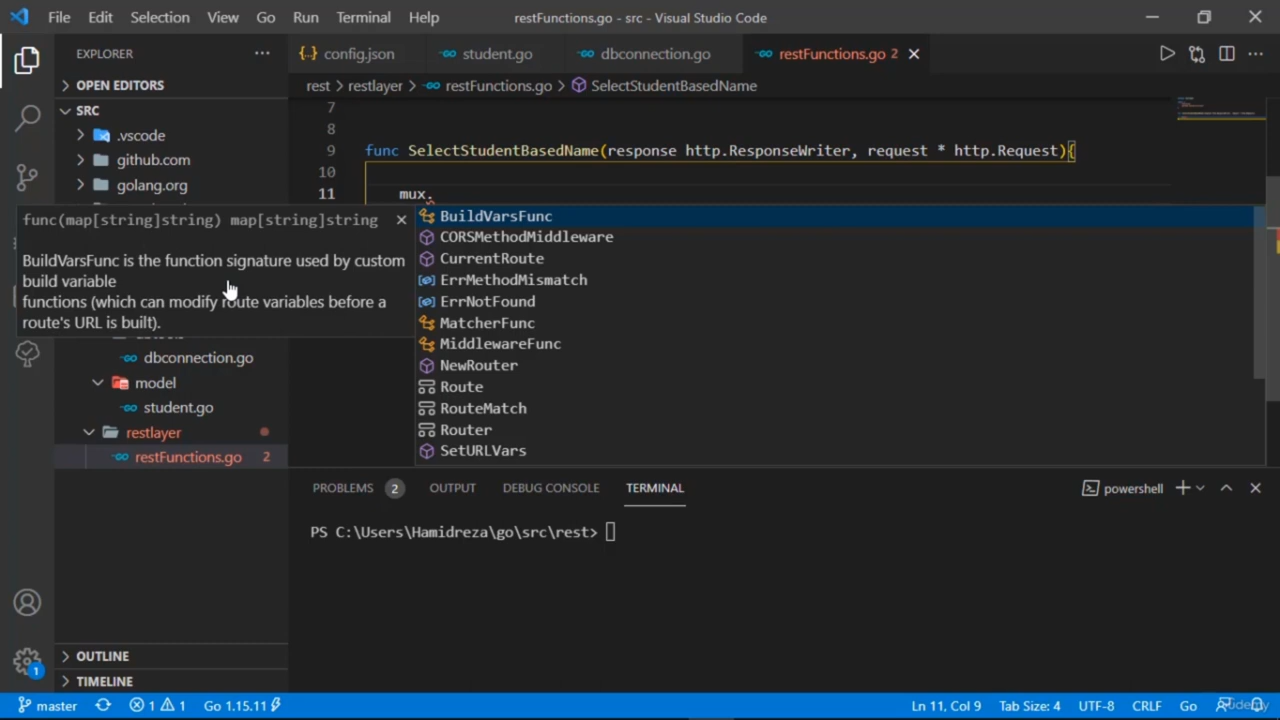 File Edit Selection View Go Run Terminal Help restFunctions.go - src - Visual Studio Code
EXPLORER
config.json student.go dbconnection.go restFunctions.go 2
OPEN EDITORS
rest > restlayer > restFunctions.go > SelectStudentBasedName
SRC
.vscode
github.com
golang.org
7
8
9 func SelectStudentBasedName(response http.ResponseWriter, request * http.Request){
10
11 mux.
func(map[string]string) map[string]string
BuildVarsFunc is the function signature used by custom
build variable
functions (which can modify route variables before a
route's URL is built).
BuildVarsFunc
CORSMethodMiddleware
CurrentRoute
ErrMethodMismatch
ErrNotFound
MatcherFunc
MiddlewareFunc
NewRouter
Route
RouteMatch
Router
SetURLVars
dbconnection.go
model
student.go
restlayer
restFunctions.go 2
PROBLEMS 2 OUTPUT DEBUG CONSOLE TERMINAL powershell
PS C:\Users\Hamidreza\go\src\rest>
OUTLINE
TIMELINE
1
master 1 1 Go 1.15.11 Ln 11, Col 9 Tab Size: 4 UTF-8 CRLF Go